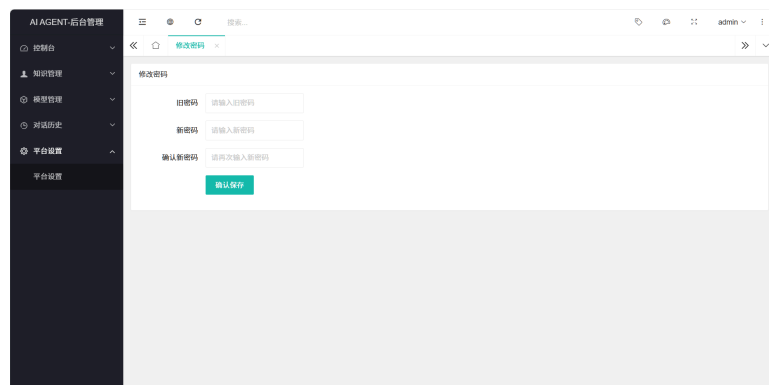 AI AGENT-后台管理
搜索...
admin
控制台
修改密码
知识管理
模型管理
对话历史
平台设置
平台设置
修改密码
旧密码 请输入旧密码
新密码 请输入新密码
确认新密码 请再次输入新密码
确认保存